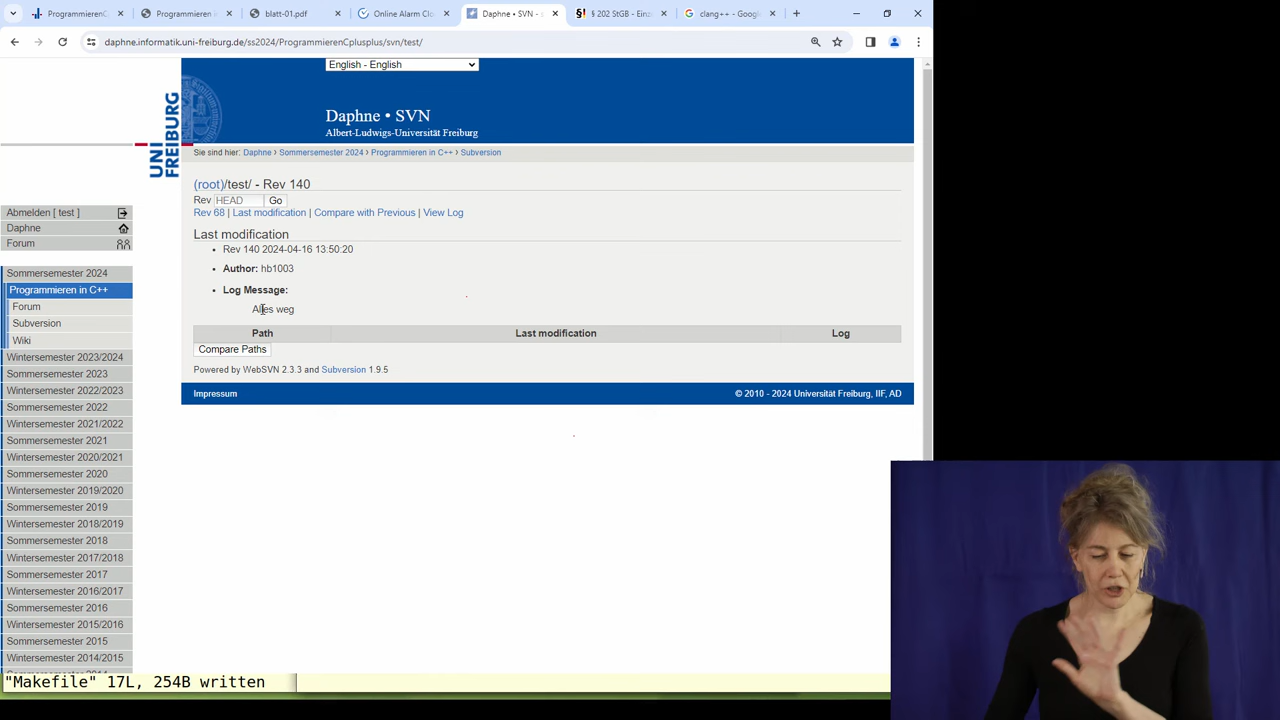 ProgrammierenC
Programmieren in
blatt-01.pdf
Online Alarm Clo
Daphne • SVN - s
§ 202 StGB - Einz
clang++ - Google
daphne.informatik.uni-freiburg.de/ss2024/ProgrammierenCplusplus/svn/test/
English - English
UNI
FREIBURG
Daphne • SVN
Albert-Ludwigs-Universität Freiburg
Sie sind hier: Daphne › Sommersemester 2024 › Programmieren in C++ › Subversion
(root)/test/ - Rev 140
Rev HEAD Go
Rev 68 | Last modification | Compare with Previous | View Log
Last modification
• Rev 140 2024-04-16 13:50:20
• Author: hb1003
• Log Message:
Alles weg
Path Last modification Log
Compare Paths
Powered by WebSVN 2.3.3 and Subversion 1.9.5
Impressum © 2010 - 2024 Universität Freiburg, IIF, AD
Abmelden [ test ]
Daphne
Forum
Sommersemester 2024
Programmieren in C++
Forum
Subversion
Wiki
Wintersemester 2023/2024
Sommersemester 2023
Wintersemester 2022/2023
Sommersemester 2022
Wintersemester 2021/2022
Sommersemester 2021
Wintersemester 2020/2021
Sommersemester 2020
Wintersemester 2019/2020
Sommersemester 2019
Wintersemester 2018/2019
Sommersemester 2018
Wintersemester 2017/2018
Sommersemester 2017
Wintersemester 2016/2017
Sommersemester 2016
Wintersemester 2015/2016
Sommersemester 2015
Wintersemester 2014/2015
"Makefile" 17L, 254B written